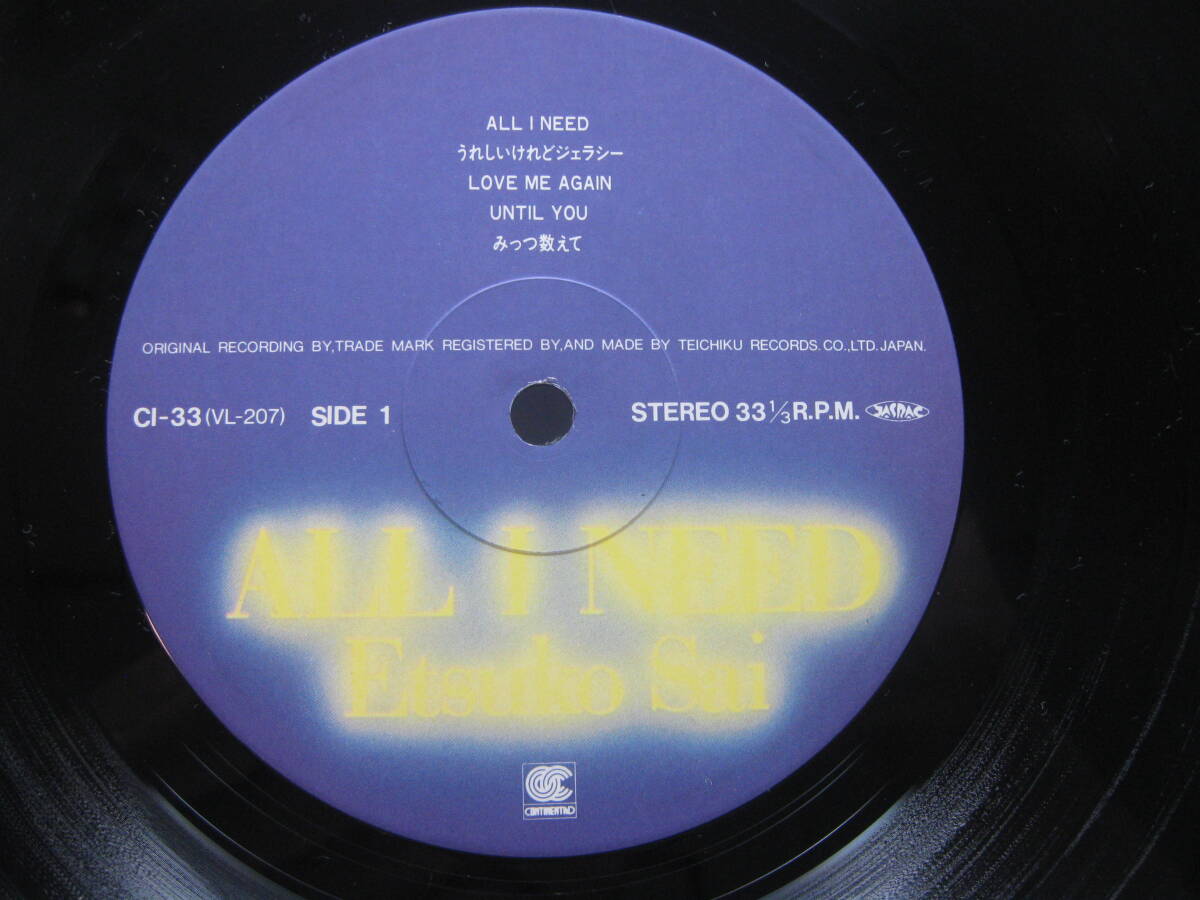 ALL I NEED
うれしいけれどジェラシー
LOVE ME AGAIN
UNTIL YOU
みっつ数えて
ORIGINAL RECORDING BY,TRADE MARK REGISTERED BY,AND MADE BY TEICHIKU RECORDS.CO.,LTD.JAPAN.
CI-33(VL-207) SIDE 1 STEREO 33 1/3 R.P.M. JASRAC
ALL I NEED
Etsuko Sai
CONTINENTAL